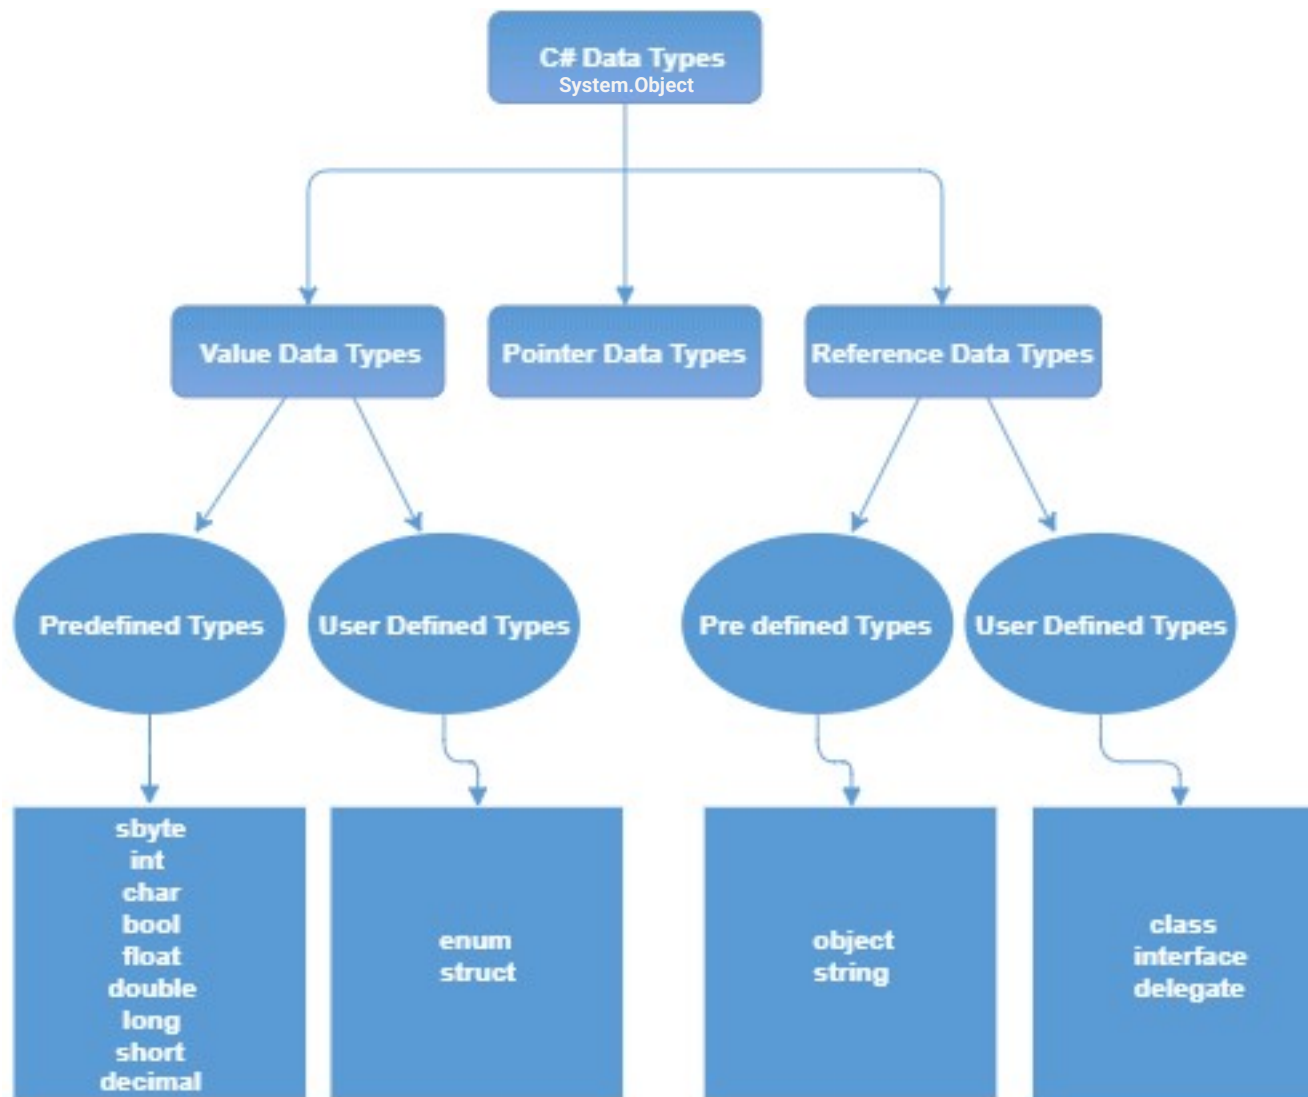 C# Data Types
System.Object
Value Data Types
Pointer Data Types
Reference Data Types
Predefined Types
User Defined Types
Pre defined Types
User Defined Types
sbyte
int
char
bool
float
double
long
short
decimal
enum
struct
object
string
class
interface
delegate